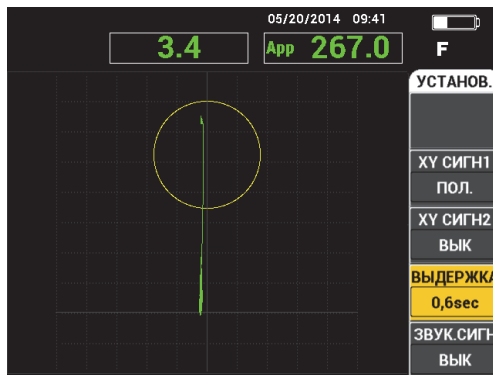 05/20/2014 09:41
3.4
App 267.0
F
УСТАНОВ.
XY СИГН1
ПОЛ.
XY СИГН2
ВЫК
ВЫДЕРЖКА
0,6sec
ЗВУК.СИГН
ВЫК